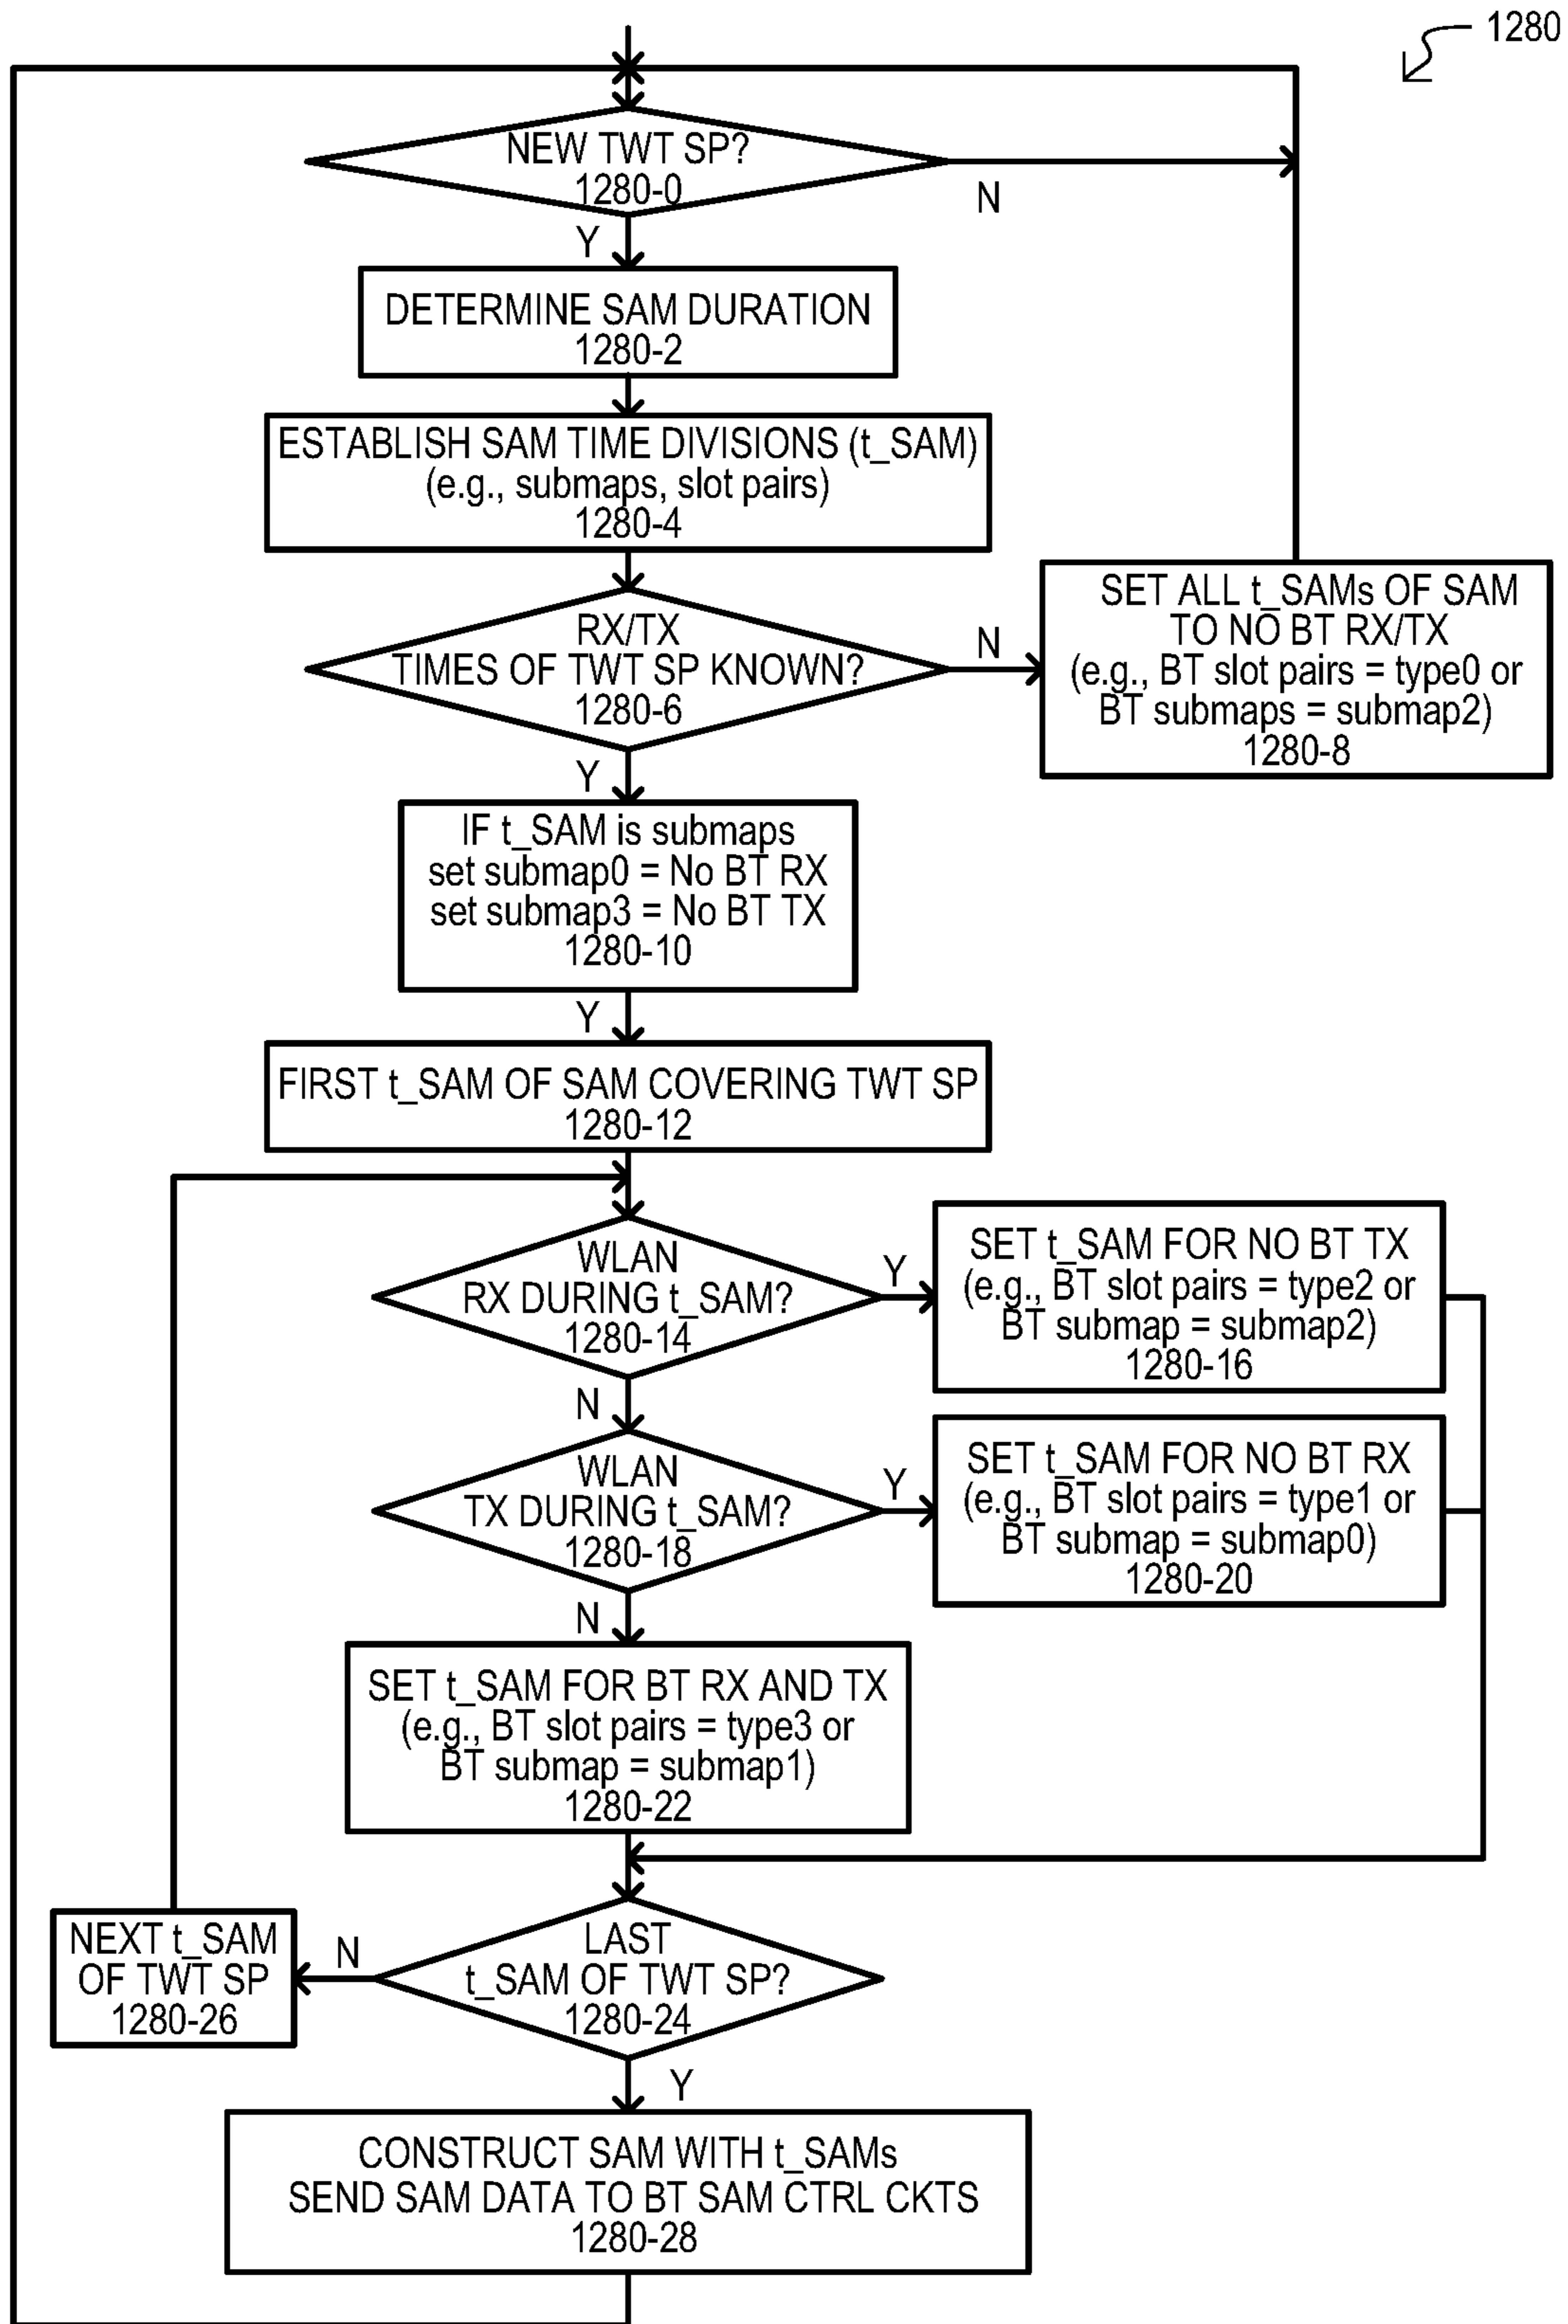 1280
NEW TWT SP?
1280-0
N
Y
DETERMINE SAM DURATION
1280-2
ESTABLISH SAM TIME DIVISIONS (t_SAM)
(e.g., submaps, slot pairs)
1280-4
RX/TX
TIMES OF TWT SP KNOWN?
1280-6
N
SET ALL t_SAMs OF SAM
TO NO BT RX/TX
(e.g., BT slot pairs = type0 or
BT submaps = submap2)
1280-8
Y
IF t_SAM is submaps
set submap0 = No BT RX
set submap3 = No BT TX
1280-10
Y
FIRST t_SAM OF SAM COVERING TWT SP
1280-12
WLAN
RX DURING t_SAM?
1280-14
Y
SET t_SAM FOR NO BT TX
(e.g., BT slot pairs = type2 or
BT submap = submap2)
1280-16
N
WLAN
TX DURING t_SAM?
1280-18
Y
SET t_SAM FOR NO BT RX
(e.g., BT slot pairs = type1 or
BT submap = submap0)
1280-20
N
SET t_SAM FOR BT RX AND TX
(e.g., BT slot pairs = type3 or
BT submap = submap1)
1280-22
LAST
t_SAM OF TWT SP?
1280-24
N
NEXT t_SAM
OF TWT SP
1280-26
Y
CONSTRUCT SAM WITH t_SAMs
SEND SAM DATA TO BT SAM CTRL CKTS
1280-28